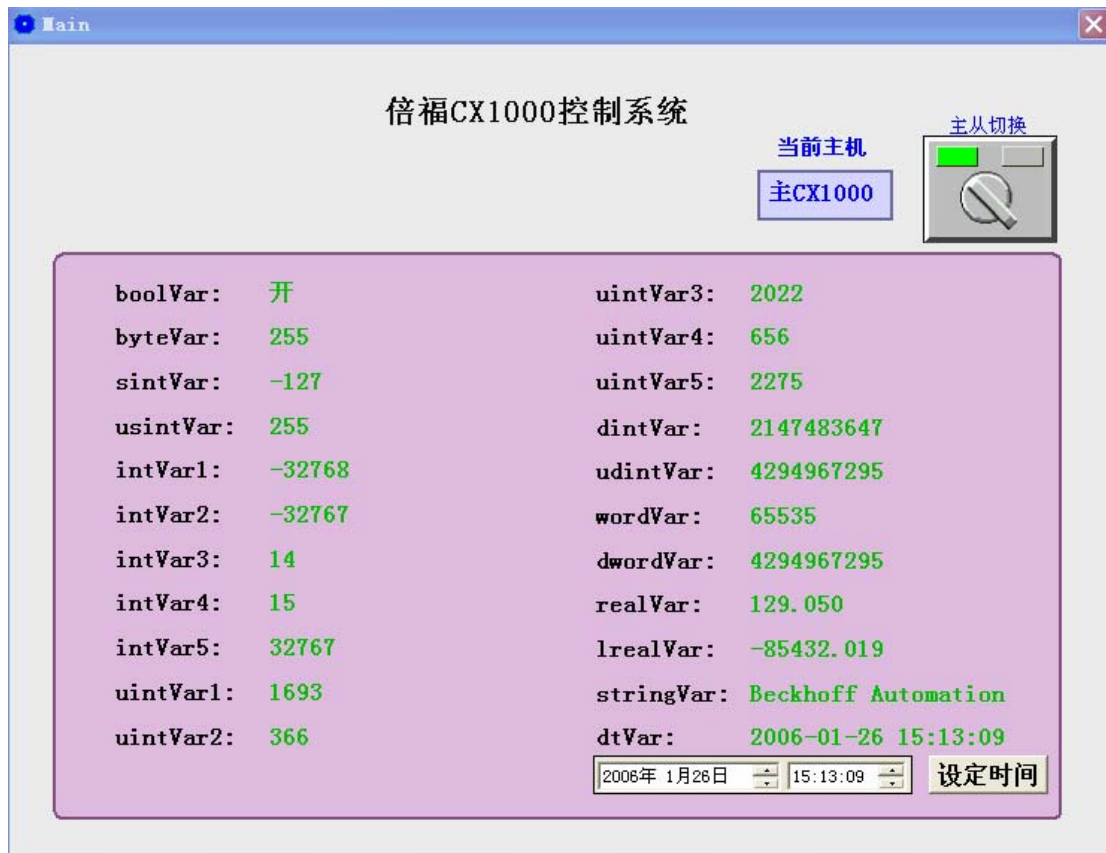 Main
倍福CX1000控制系统
主从切换
当前主机
主CX1000
boolVar: 开
byteVar: 255
sintVar: -127
usintVar: 255
intVar1: -32768
intVar2: -32767
intVar3: 14
intVar4: 15
intVar5: 32767
uintVar1: 1693
uintVar2: 366
uintVar3: 2022
uintVar4: 656
uintVar5: 2275
dintVar: 2147483647
udintVar: 4294967295
wordVar: 65535
dwordVar: 4294967295
realVar: 129.050
lrealVar: -85432.019
stringVar: Beckhoff Automation
dtVar: 2006-01-26 15:13:09
2006年 1月26日 15:13:09 设定时间